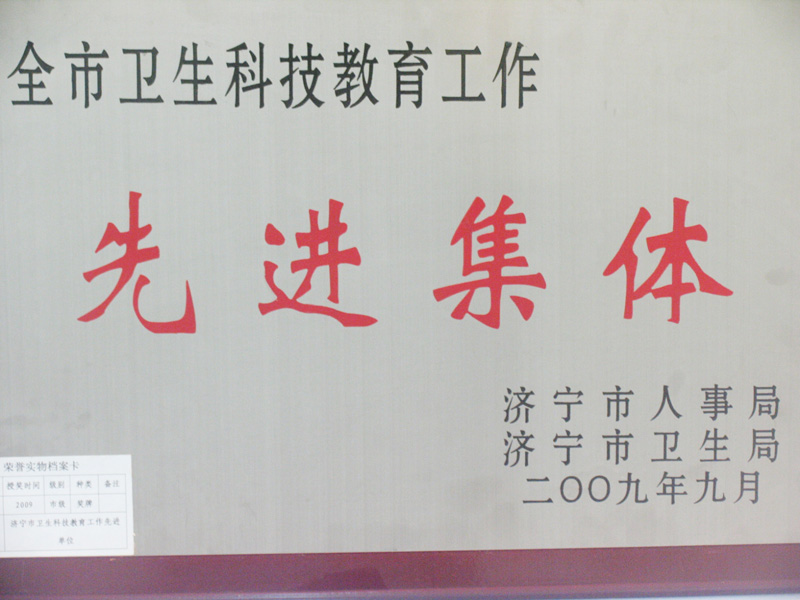 全市卫生科技教育工作
先进集体
济宁市人事局
济宁市卫生局
二〇〇九年九月
荣誉实物档案卡
授奖时间 级别 种类 备注
2009 市级 奖牌
济宁市卫生科技教育工作先进
单位